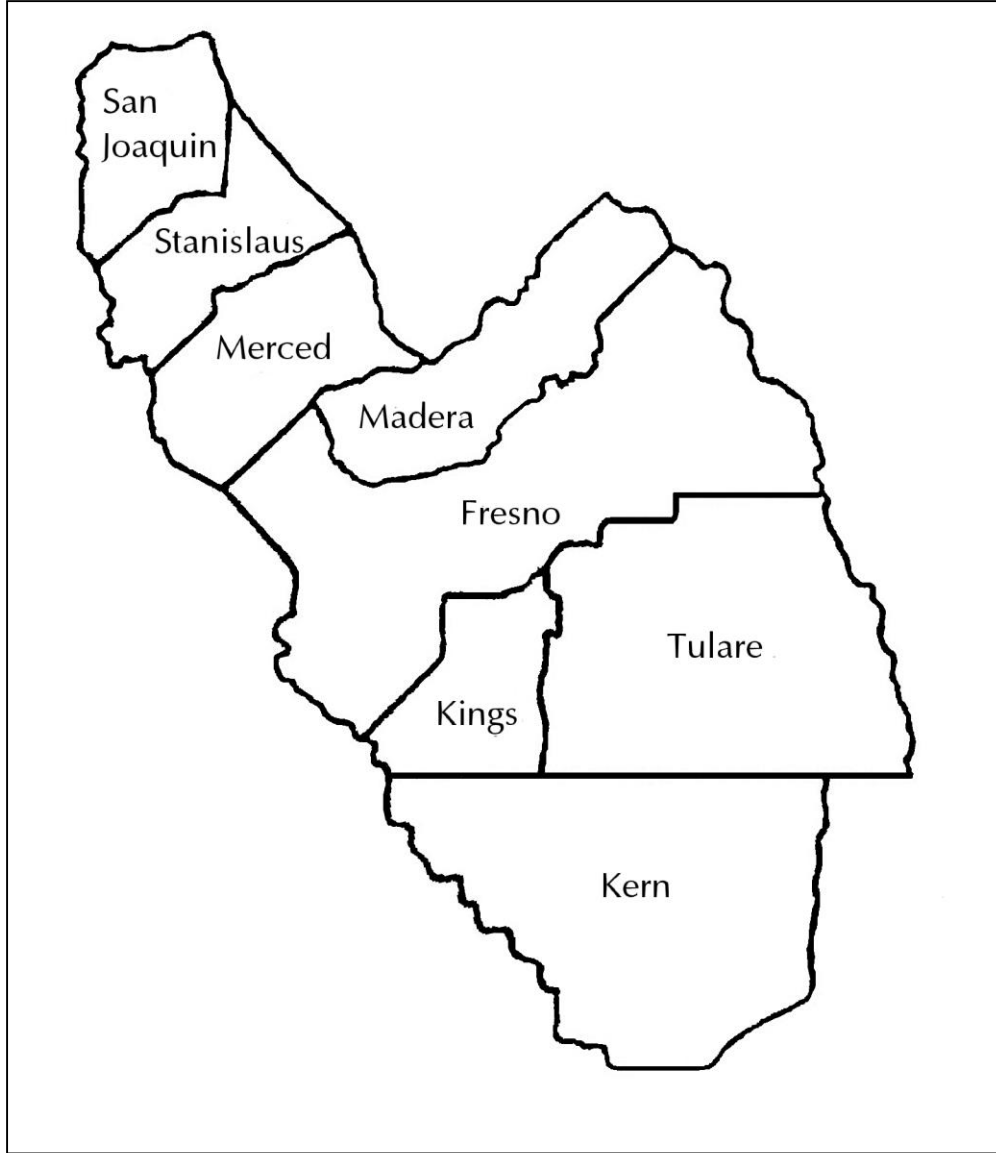 San
Joaquin
Stanislaus
Merced
Madera
Fresno
Tulare
Kings
Kern